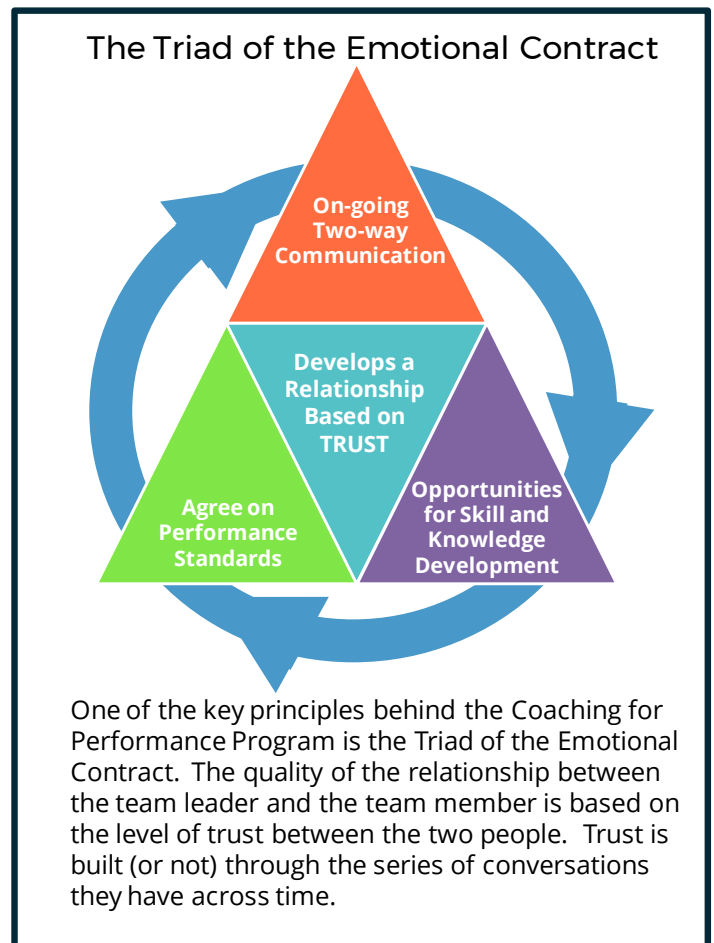 The Triad of the Emotional Contract
On-going
Two-way
Communication
Develops a
Relationship
Based on
TRUST
Agree on
Performance
Standards
Opportunities
for Skill and
Knowledge
Development
One of the key principles behind the Coaching for
Performance Program is the Triad of the Emotional
Contract.  The quality of the relationship between
the team leader and the team member is based on
the level of trust between the two people.  Trust is
built (or not) through the series of conversations
they have across time.